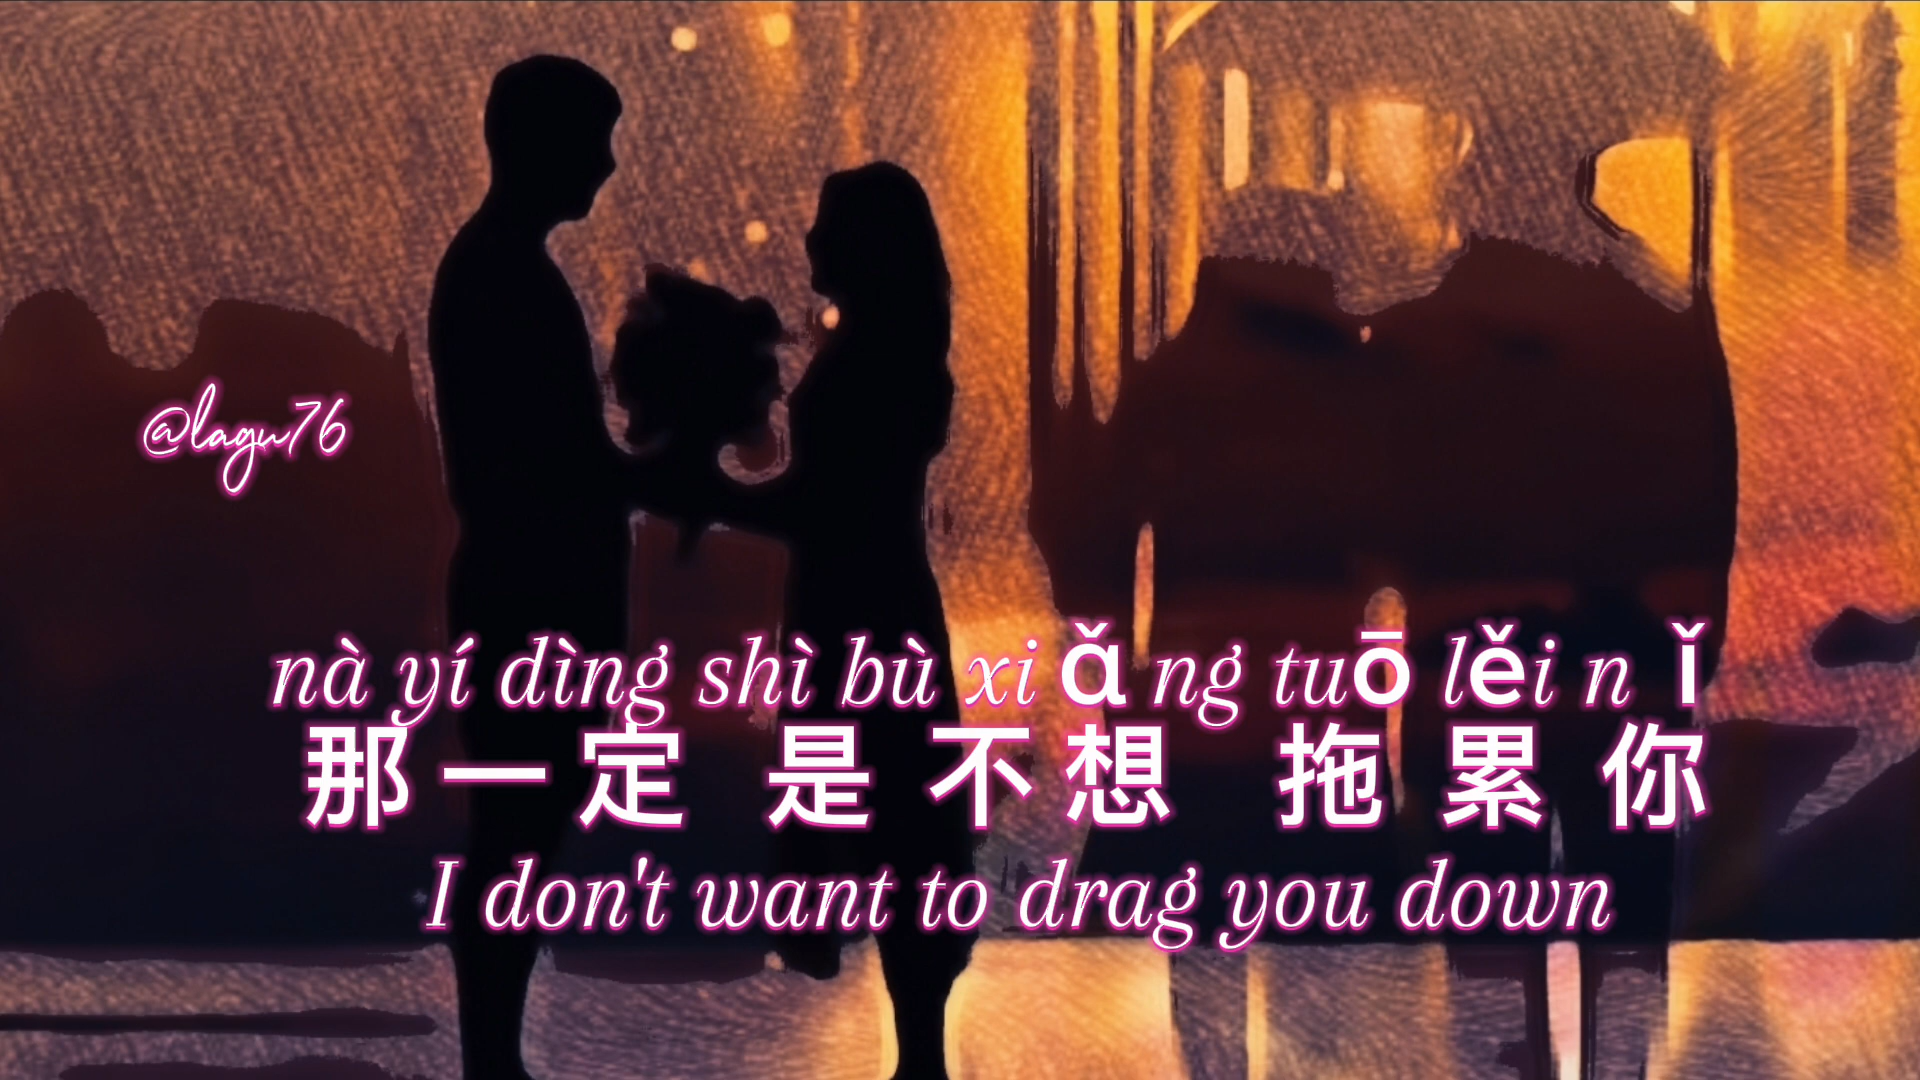 @lagu76
nà yí dìng shì bù xiǎng tuō lěi nǐ
那一定 是 不想 拖累你
I don't want to drag you down